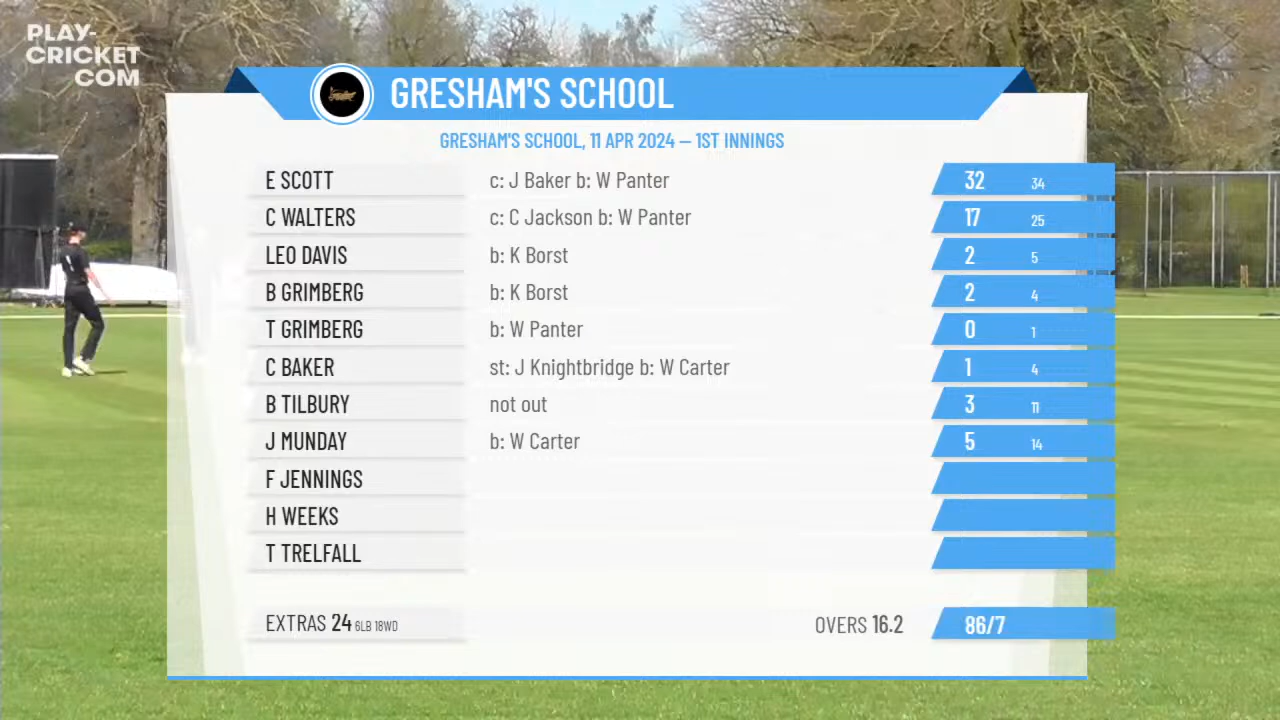 PLAY-
CRICKET
COM
GRESHAM'S SCHOOL
GRESHAM'S SCHOOL, 11 APR 2024 – 1ST INNINGS
E SCOTT c: J Baker b: W Panter 32 34
C WALTERS c: C Jackson b: W Panter 17 25
LEO DAVIS b: K Borst 2 5
B GRIMBERG b: K Borst 2 4
T GRIMBERG b: W Panter 0 1
C BAKER st: J Knightbridge b: W Carter 1 4
B TILBURY not out 3 11
J MUNDAY b: W Carter 5 14
F JENNINGS
H WEEKS
T TRELFALL
EXTRAS 24 6LB 18WD OVERS 16.2 86/7